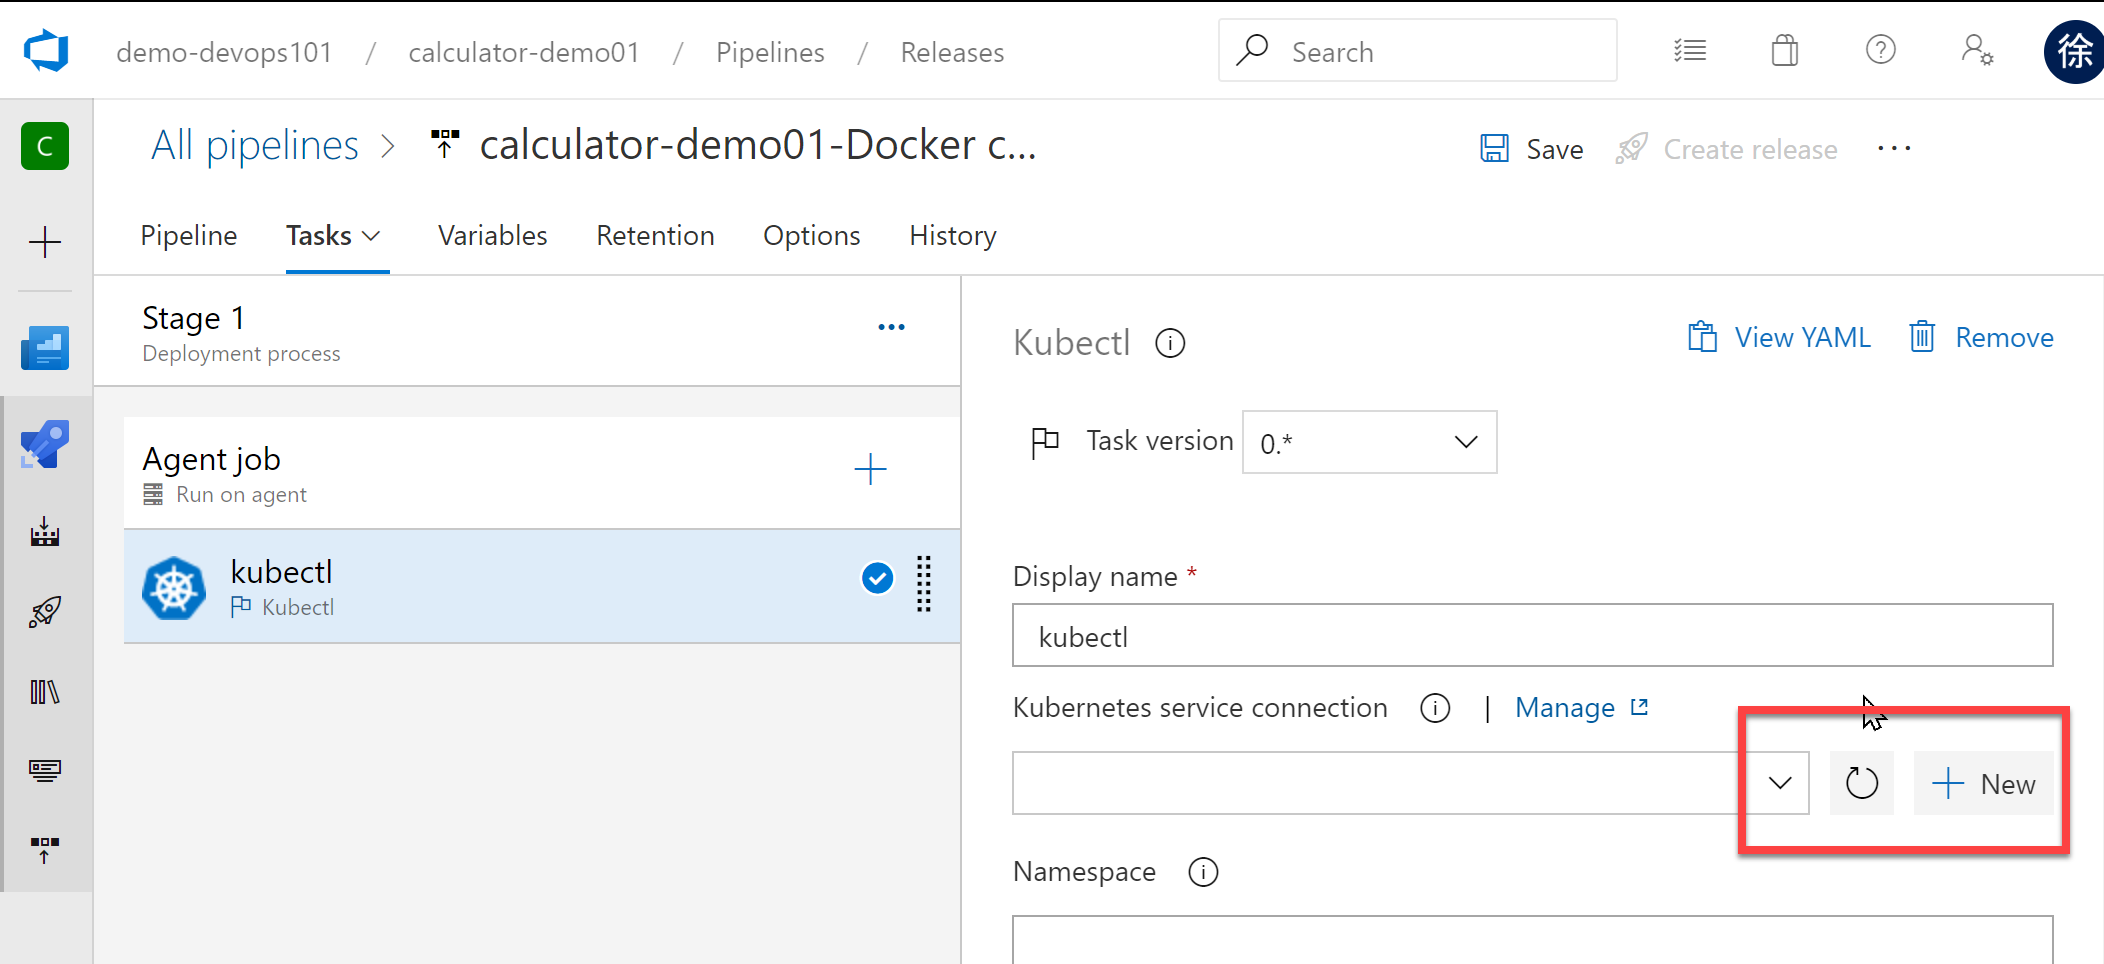 demo-devops101 / calculator-demo01 / Pipelines / Releases
Search
徐
C
All pipelines > calculator-demo01-Docker c...
Save
Create release
...
Pipeline
Tasks
Variables
Retention
Options
History
Stage 1
Deployment process
...
Agent job
Run on agent
kubectl
Kubectl
Kubectl
View YAML
Remove
Task version
0.*
Display name *
kubectl
Kubernetes service connection
|
Manage
New
Namespace